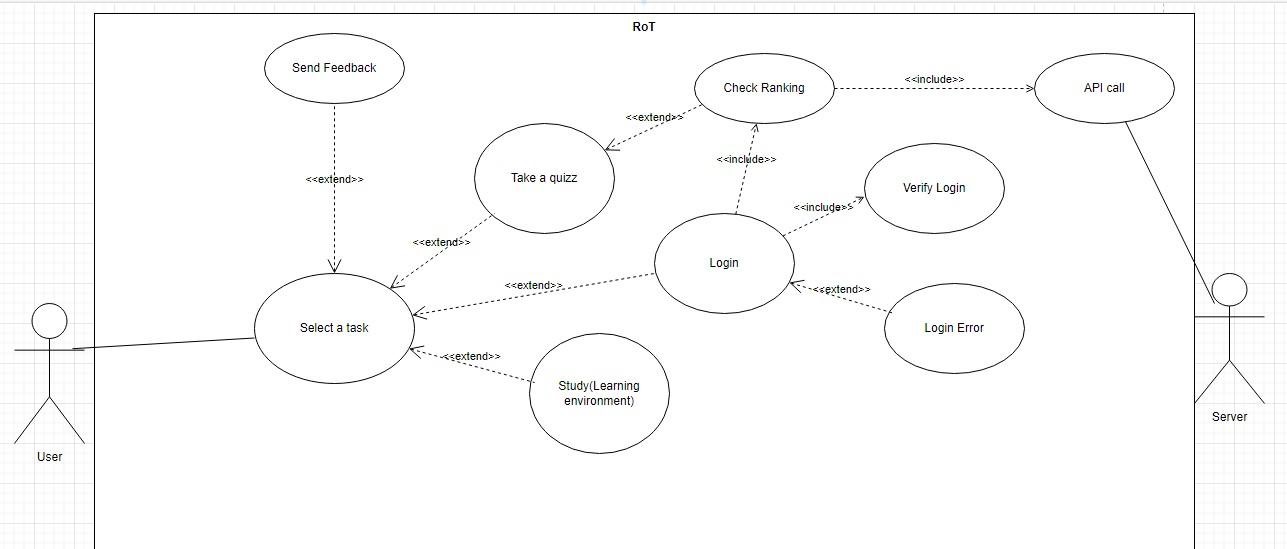 RoT
Send Feedback
Check Ranking
<<include>>
API call
<<extend>>
Take a quizz
<<include>>
<<extend>>
<<include>>
Verify Login
<<extend>>
Login
<<extend>>
<<extend>>
Select a task
Login Error
<<extend>>
Study(Learning
environment)
User
Server